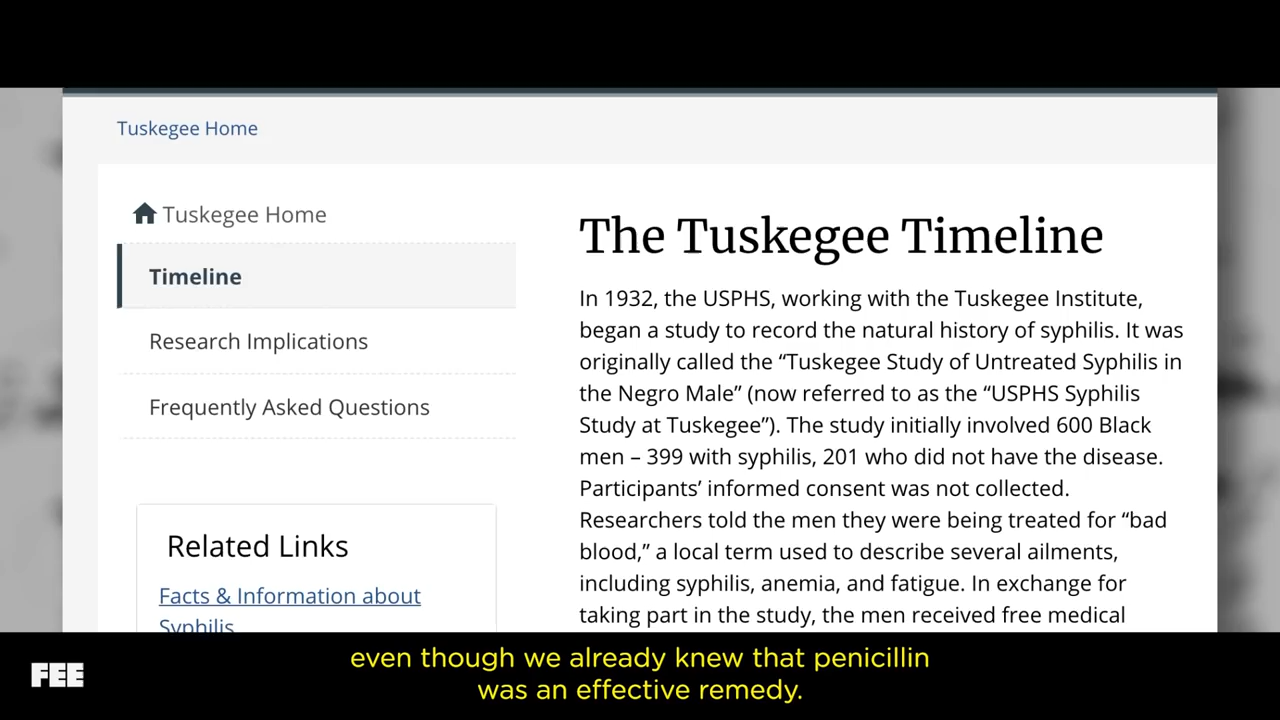 Tuskegee Home
Tuskegee Home
Timeline
Research Implications
Frequently Asked Questions
Related Links
Facts & Information about
Syphilis
The Tuskegee Timeline
In 1932, the USPHS, working with the Tuskegee Institute,
began a study to record the natural history of syphilis. It was
originally called the “Tuskegee Study of Untreated Syphilis in
the Negro Male” (now referred to as the “USPHS Syphilis
Study at Tuskegee”). The study initially involved 600 Black
men – 399 with syphilis, 201 who did not have the disease.
Participants’ informed consent was not collected.
Researchers told the men they were being treated for “bad
blood,” a local term used to describe several ailments,
including syphilis, anemia, and fatigue. In exchange for
taking part in the study, the men received free medical
even though we already knew that penicillin
was an effective remedy.
FEE